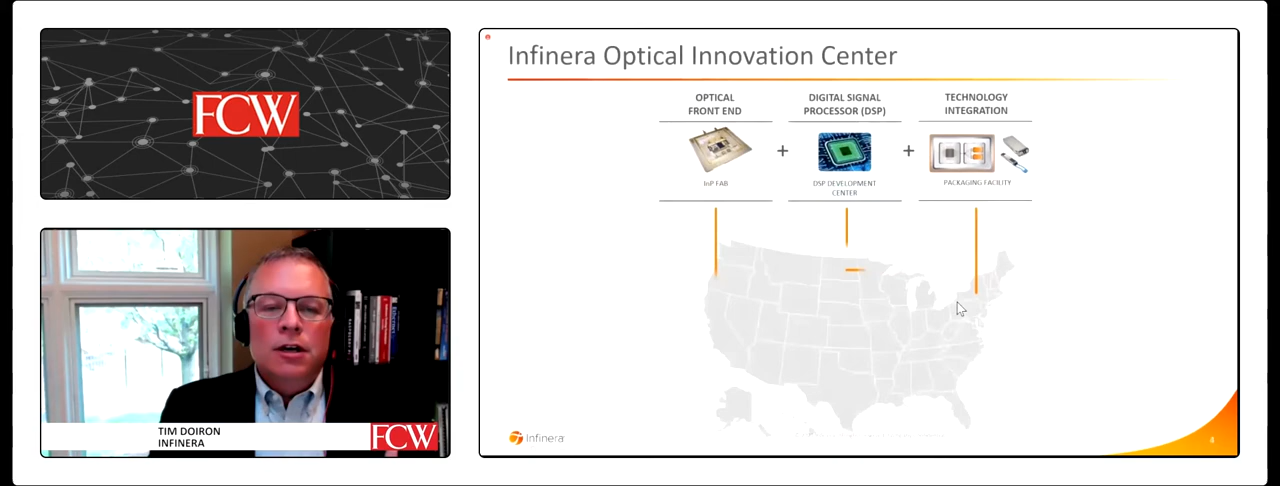 FCW
TIM DOIRON
INFINERA
FCW
Infinera Optical Innovation Center
OPTICAL
FRONT END
DIGITAL SIGNAL
PROCESSOR (DSP)
TECHNOLOGY
INTEGRATION
+
+
InP FAB
DSP DEVELOPMENT
CENTER
PACKAGING FACILITY
Infinera
4